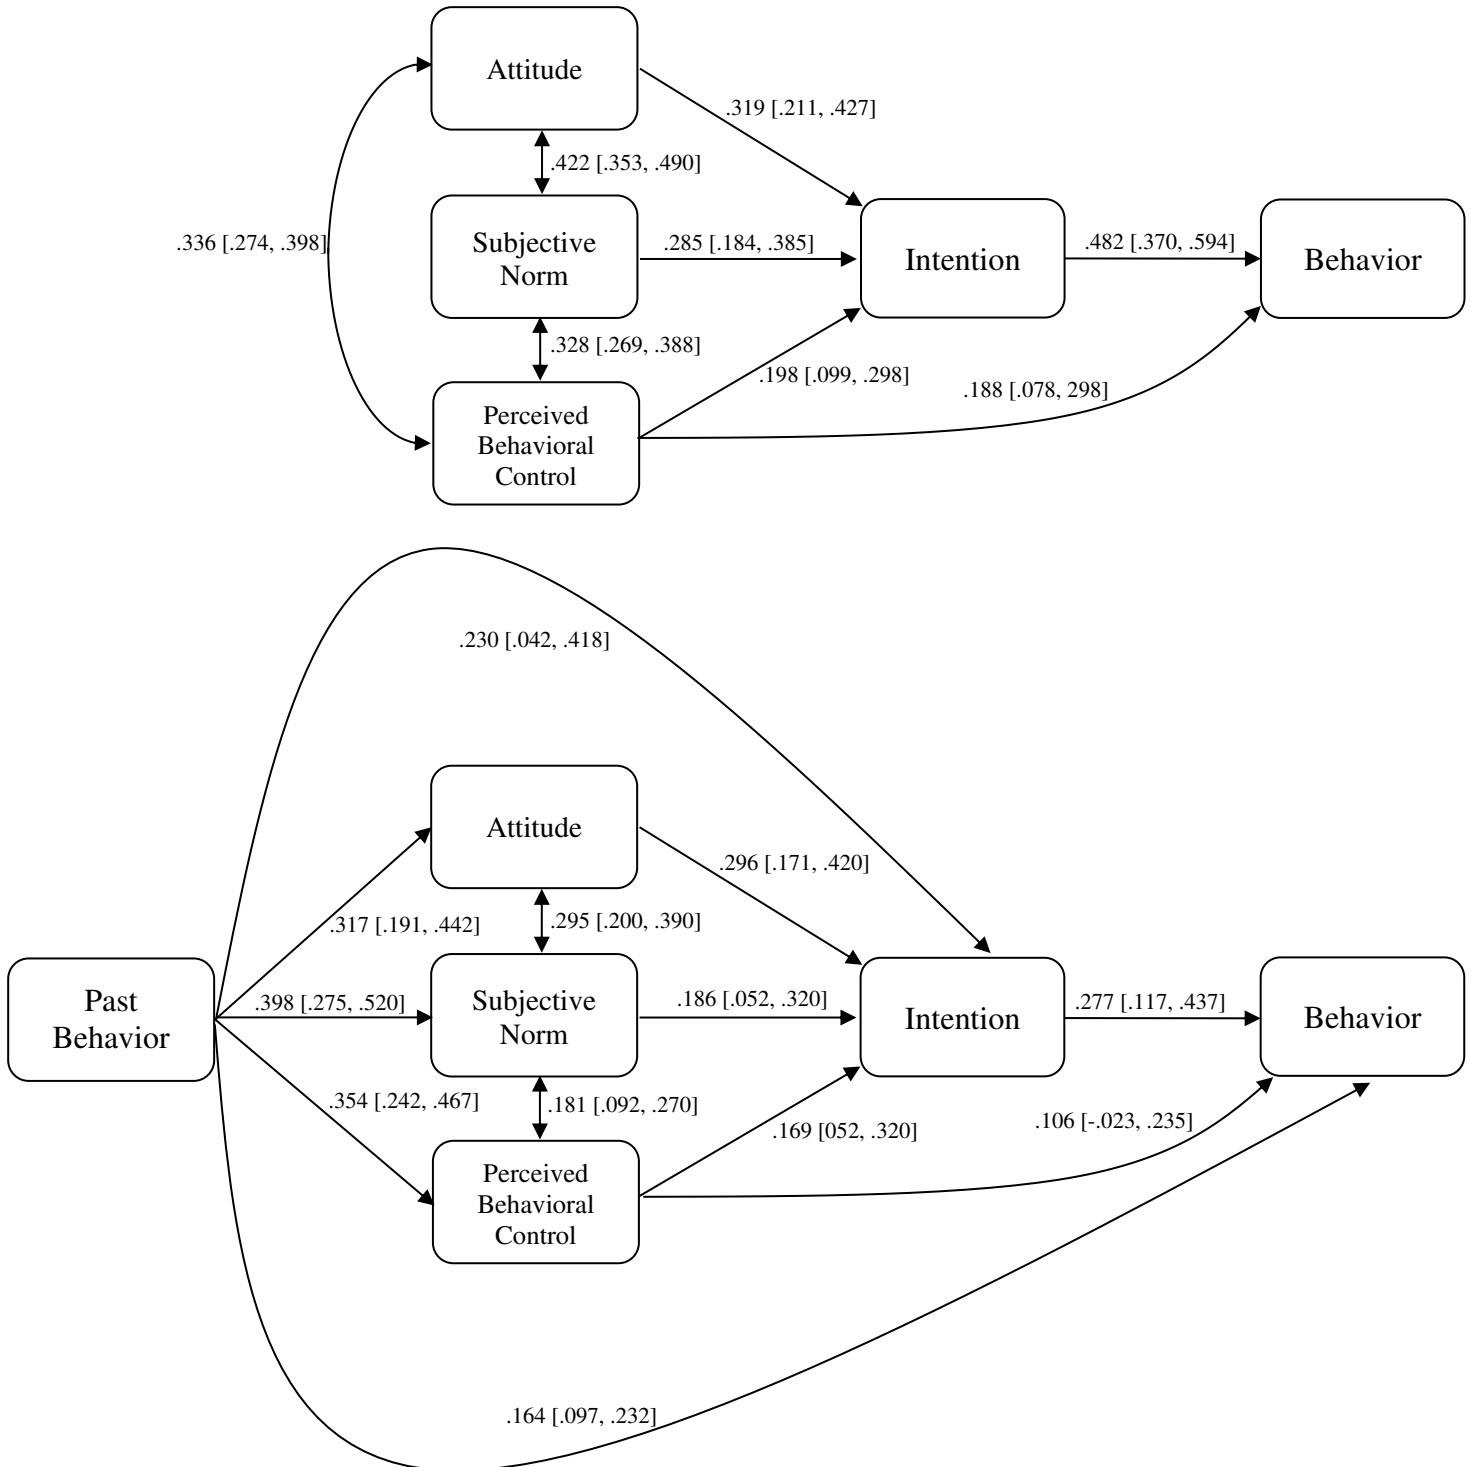 Attitude
.319 [.211, .427]
.422 [.353, .490]
.336 [.274, .398]
Subjective
Norm
.285 [.184, .385]
Intention
.482 [.370, .594]
Behavior
.328 [.269, .388]
.198 [.099, .298]
.188 [.078, 298]
Perceived
Behavioral
Control
.230 [.042, .418]
Attitude
.296 [.171, .420]
.317 [.191, .442]
.295 [.200, .390]
Past
Behavior
.398 [.275, .520]
Subjective
Norm
.186 [.052, .320]
Intention
.277 [.117, .437]
Behavior
.354 [.242, .467]
.181 [.092, .270]
.169 [052, .320]
.106 [-.023, .235]
Perceived
Behavioral
Control
.164 [.097, .232]